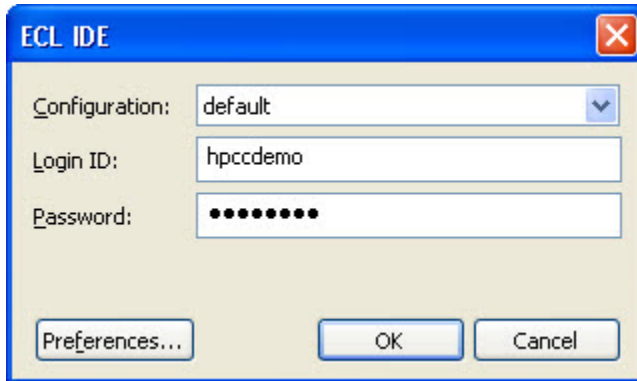 ECL IDE
Configuration: default
Login ID: hpccdemo
Password: ●●●●●●●●
Preferences... OK Cancel